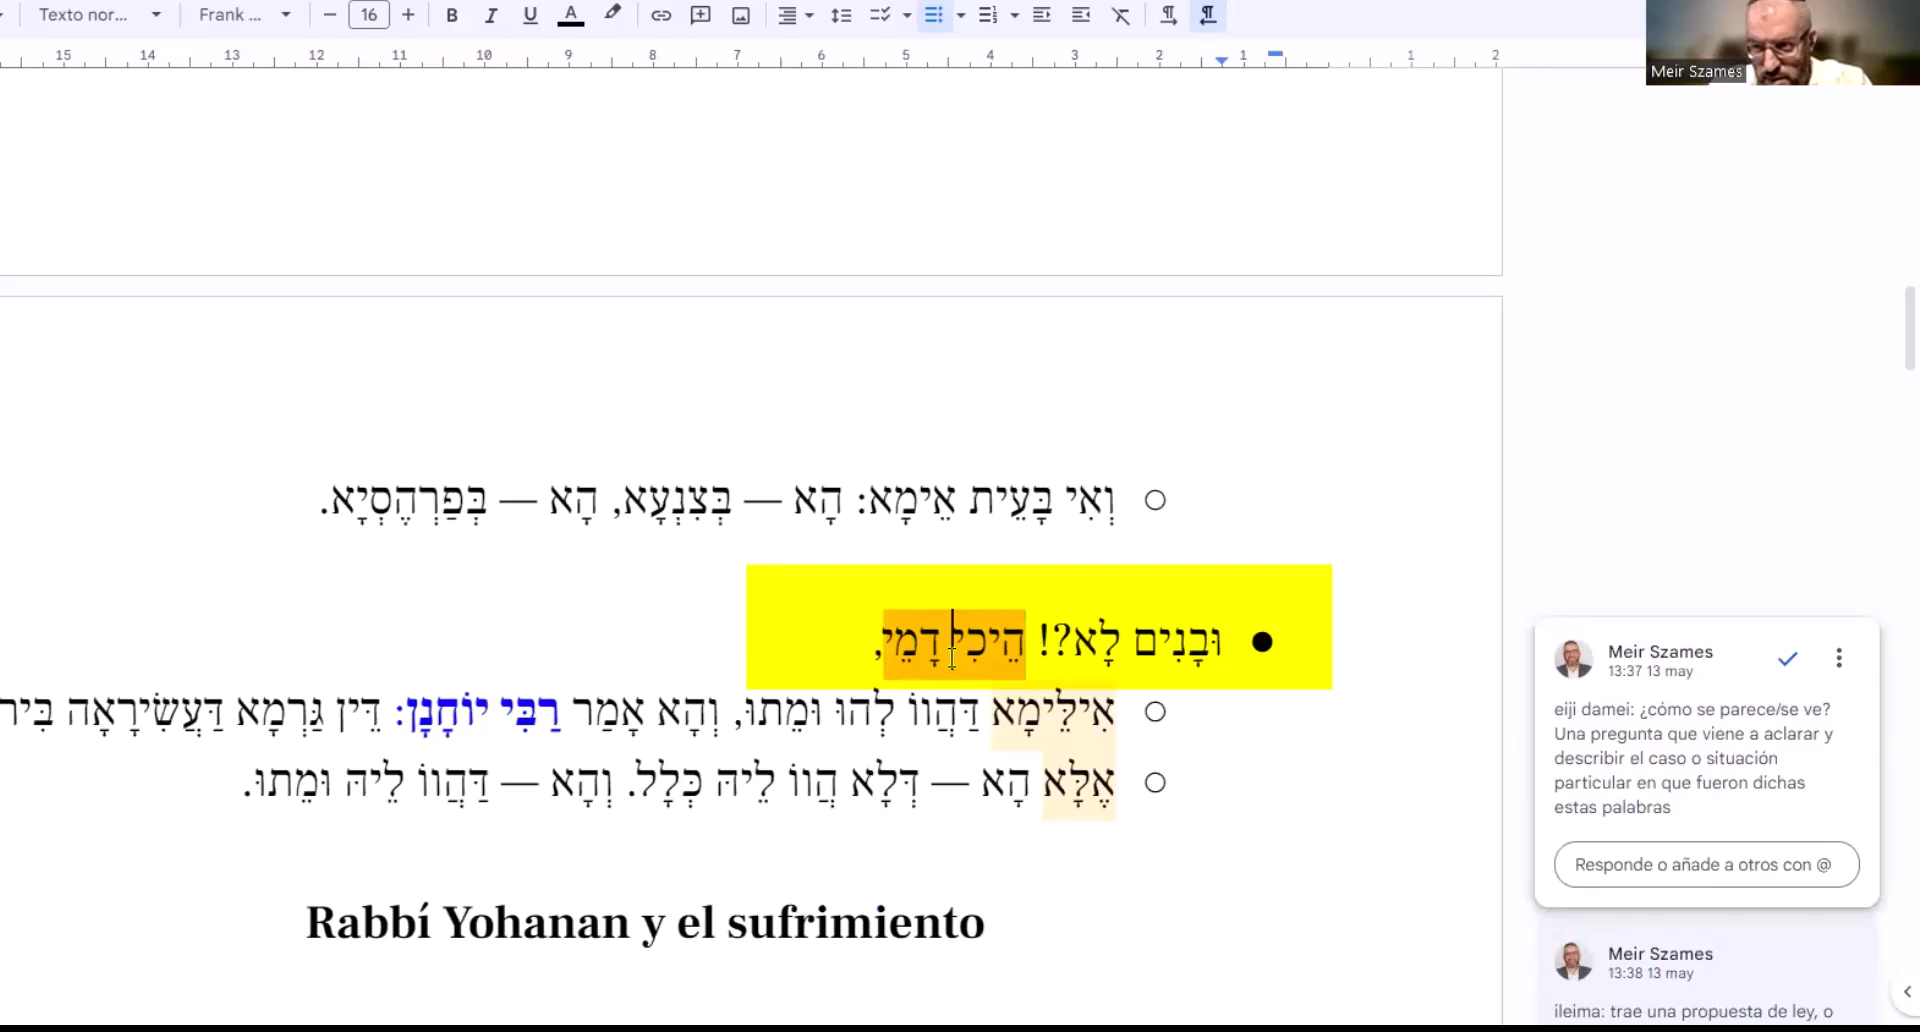 Texto nor...
Frank ...
16
15 14 13 12 11 10 9 8 7 6 5 4 3 2 1 1 2
Meir Szames
וְאִי בָּעֵית אֵימָא: הָא — בְּצִנְעָא, הָא — בְּפַרְהֶסְיָא.
וּבָנִים לָא?! הֵיכִי דָמֵי,
אִילֵּימָא דַּהֲווֹ לְהוּ וּמֵתוּ, וְהָא אָמַר רַבִּי יוֹחָנָן: דֵּין גַּרְמָא דַּעֲשִׂירָאָה בִּיר
אֶלָּא הָא — דְּלָא הֲווֹ לֵיהּ כְּלָל. וְהָא — דַּהֲווֹ לֵיהּ וּמֵתוּ.
Rabbí Yohanan y el sufrimiento
Meir Szames
13:37 13 may
eiji damei: ¿cómo se parece/se ve?
Una pregunta que viene a aclarar y
describir el caso o situación
particular en que fueron dichas
estas palabras
Responde o añade a otros con @
Meir Szames
13:38 13 may
ileima: trae una propuesta de ley, o